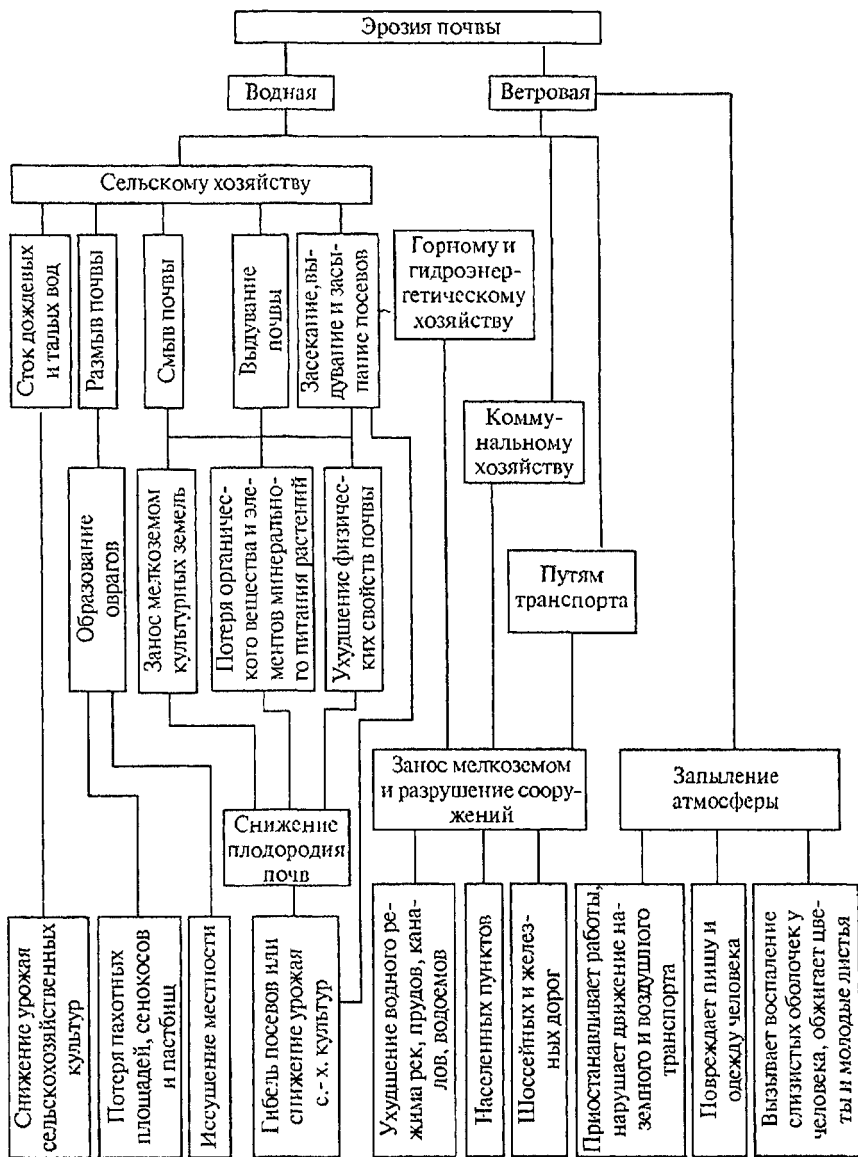 Эрозия почвы
Водная
Ветровая
Сельскому хозяйству
Сток дождевых
и талых вод
Размыв почвы
Смыв почвы
Выдувание
почвы
Засекание, вы-
дувание и засы-
пание посевов
Горному и
гидроэнер-
гетическому
хозяйству
Комму-
нальному
хозяйству
Путям
транспорта
Образование
оврагов
Занос мелкоземом
культурных земель
Потеря органичес-
кого вещества и эле-
ментов минерально-
го питания растений
Ухудшение физичес-
ких свойств почвы
Снижение
плодородия
почв
Занос мелкоземом
и разрушение соору-
жений
Запыление
атмосферы
Снижение урожая
сельскохозяйственных
культур
Потеря пахотных
площадей, сенокосов
и пастбищ
Иссушение местности
Гибель посевов или
снижение урожая
с.- х. культур
Ухудшение водного ре-
жима рек, прудов, кана-
лов, водоемов
Населенных пунктов
Шоссейных и желез-
ных дорог
Приостанавливает работы,
нарушает движение на-
земного и воздушного
транспорта
Повреждает пищу и
одежду человека
Вызывает воспаление
слизистых оболочек у
человека, обжигает цве-
ты и молодые листья